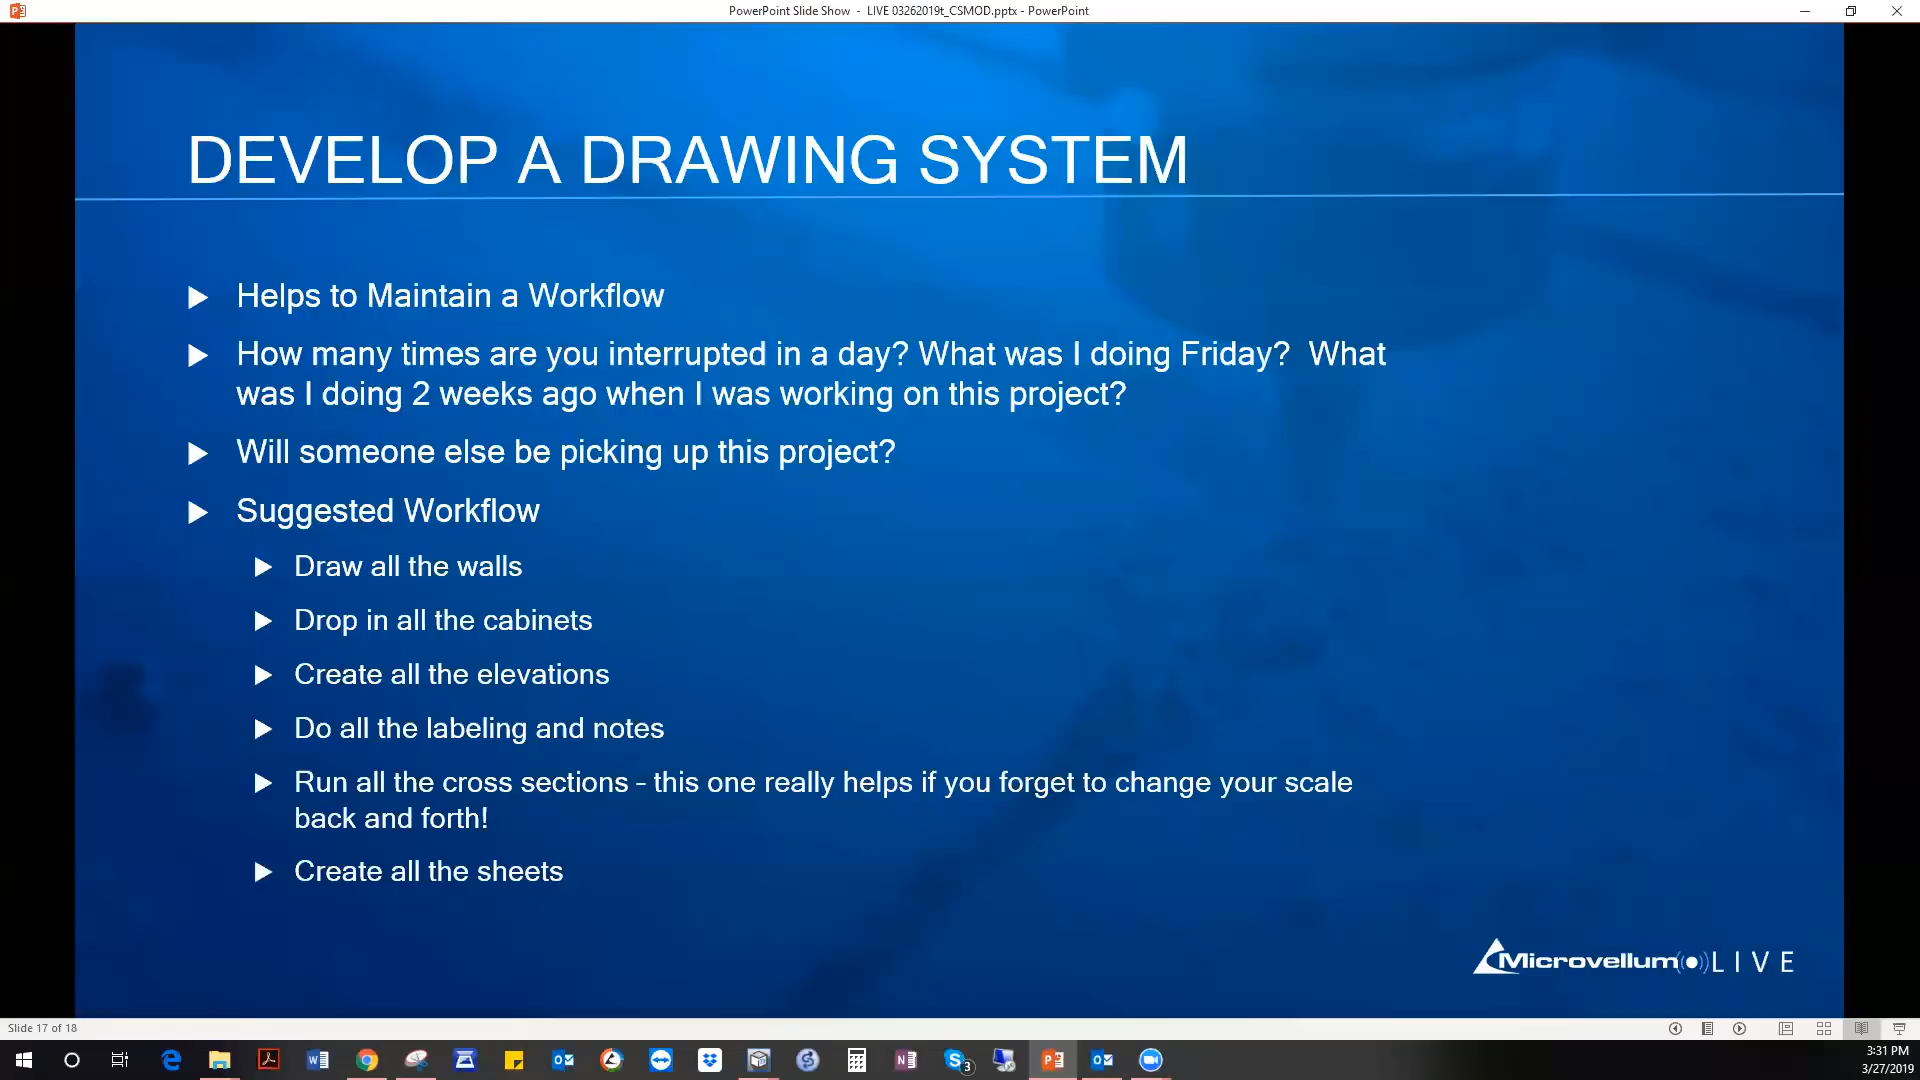 PowerPoint Slide Show - LIVE 03262019t_CSMOD.pptx - PowerPoint
DEVELOP A DRAWING SYSTEM
Helps to Maintain a Workflow
How many times are you interrupted in a day? What was I doing Friday? What
was I doing 2 weeks ago when I was working on this project?
Will someone else be picking up this project?
Suggested Workflow
Draw all the walls
Drop in all the cabinets
Create all the elevations
Do all the labeling and notes
Run all the cross sections – this one really helps if you forget to change your scale
back and forth!
Create all the sheets
Microvellum LIVE
Slide 17 of 18
3
3:31 PM
3/27/2019